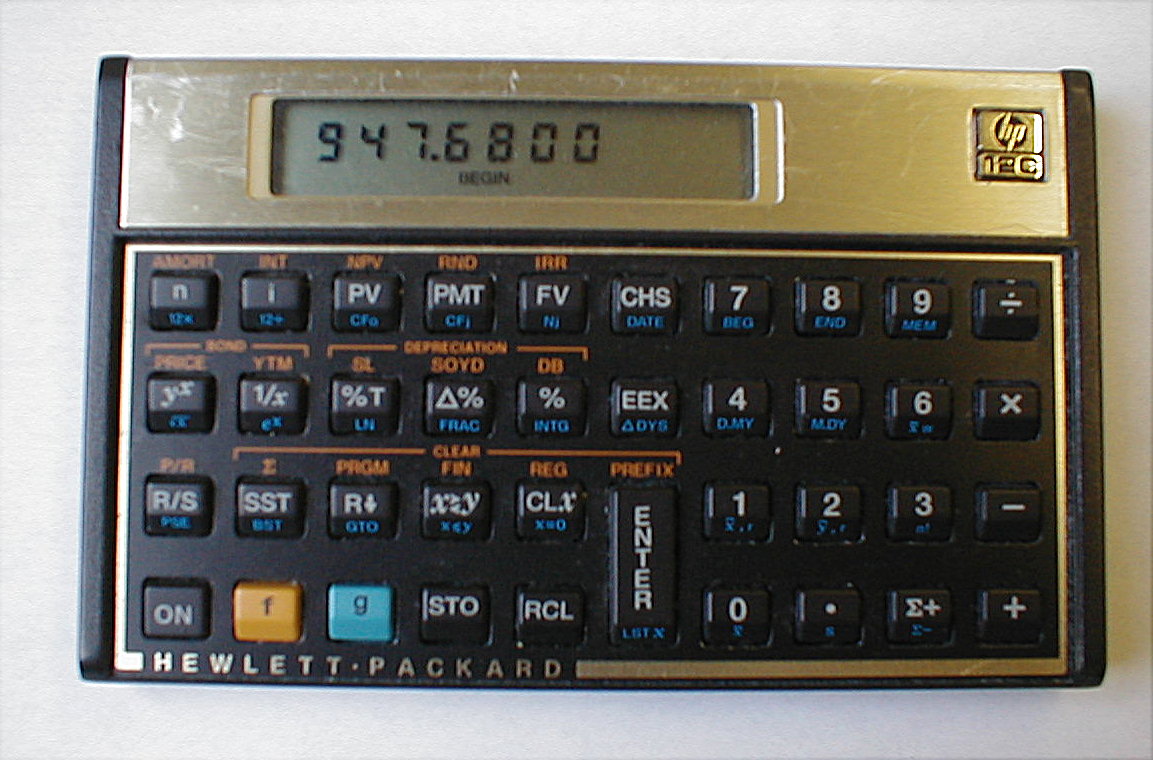 947.6800
BEGIN
hp
12C
AMORT INT NPV RND IRR
n i PV PMT FV CHS 7 8 9 ÷
12× 12÷ CFo CFj Nj DATE BEG END MEM
BOND DEPRECIATION
PRICE YTM SL SOYD DB
yˣ 1/x %T Δ% % EEX 4 5 6 ×
√x eˣ LN FRAC INTG ΔDYS D.MY M.DY x̄w
CLEAR
P/R Σ PRGM FIN REG PREFIX
R/S SST R↓ x≷y CLx ENTER 1 2 3 −
PSE BST GTO x≤y x=0 x̂,r ŷ,r n!
ON f g STO RCL 0 • Σ+ +
LSTX x̄ s Σ−
HEWLETT·PACKARD